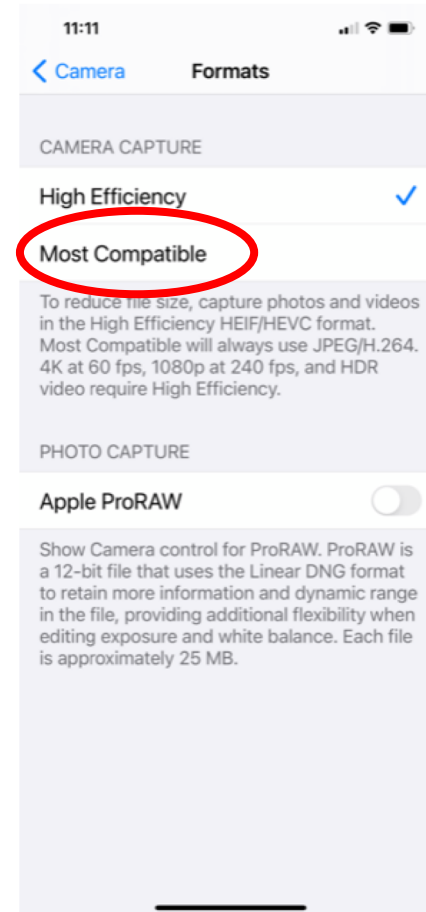 11:11
Camera Formats
CAMERA CAPTURE
High Efficiency
Most Compatible
To reduce file size, capture photos and videos
in the High Efficiency HEIF/HEVC format.
Most Compatible will always use JPEG/H.264.
4K at 60 fps, 1080p at 240 fps, and HDR
video require High Efficiency.
PHOTO CAPTURE
Apple ProRAW
Show Camera control for ProRAW. ProRAW is
a 12-bit file that uses the Linear DNG format
to retain more information and dynamic range
in the file, providing additional flexibility when
editing exposure and white balance. Each file
is approximately 25 MB.